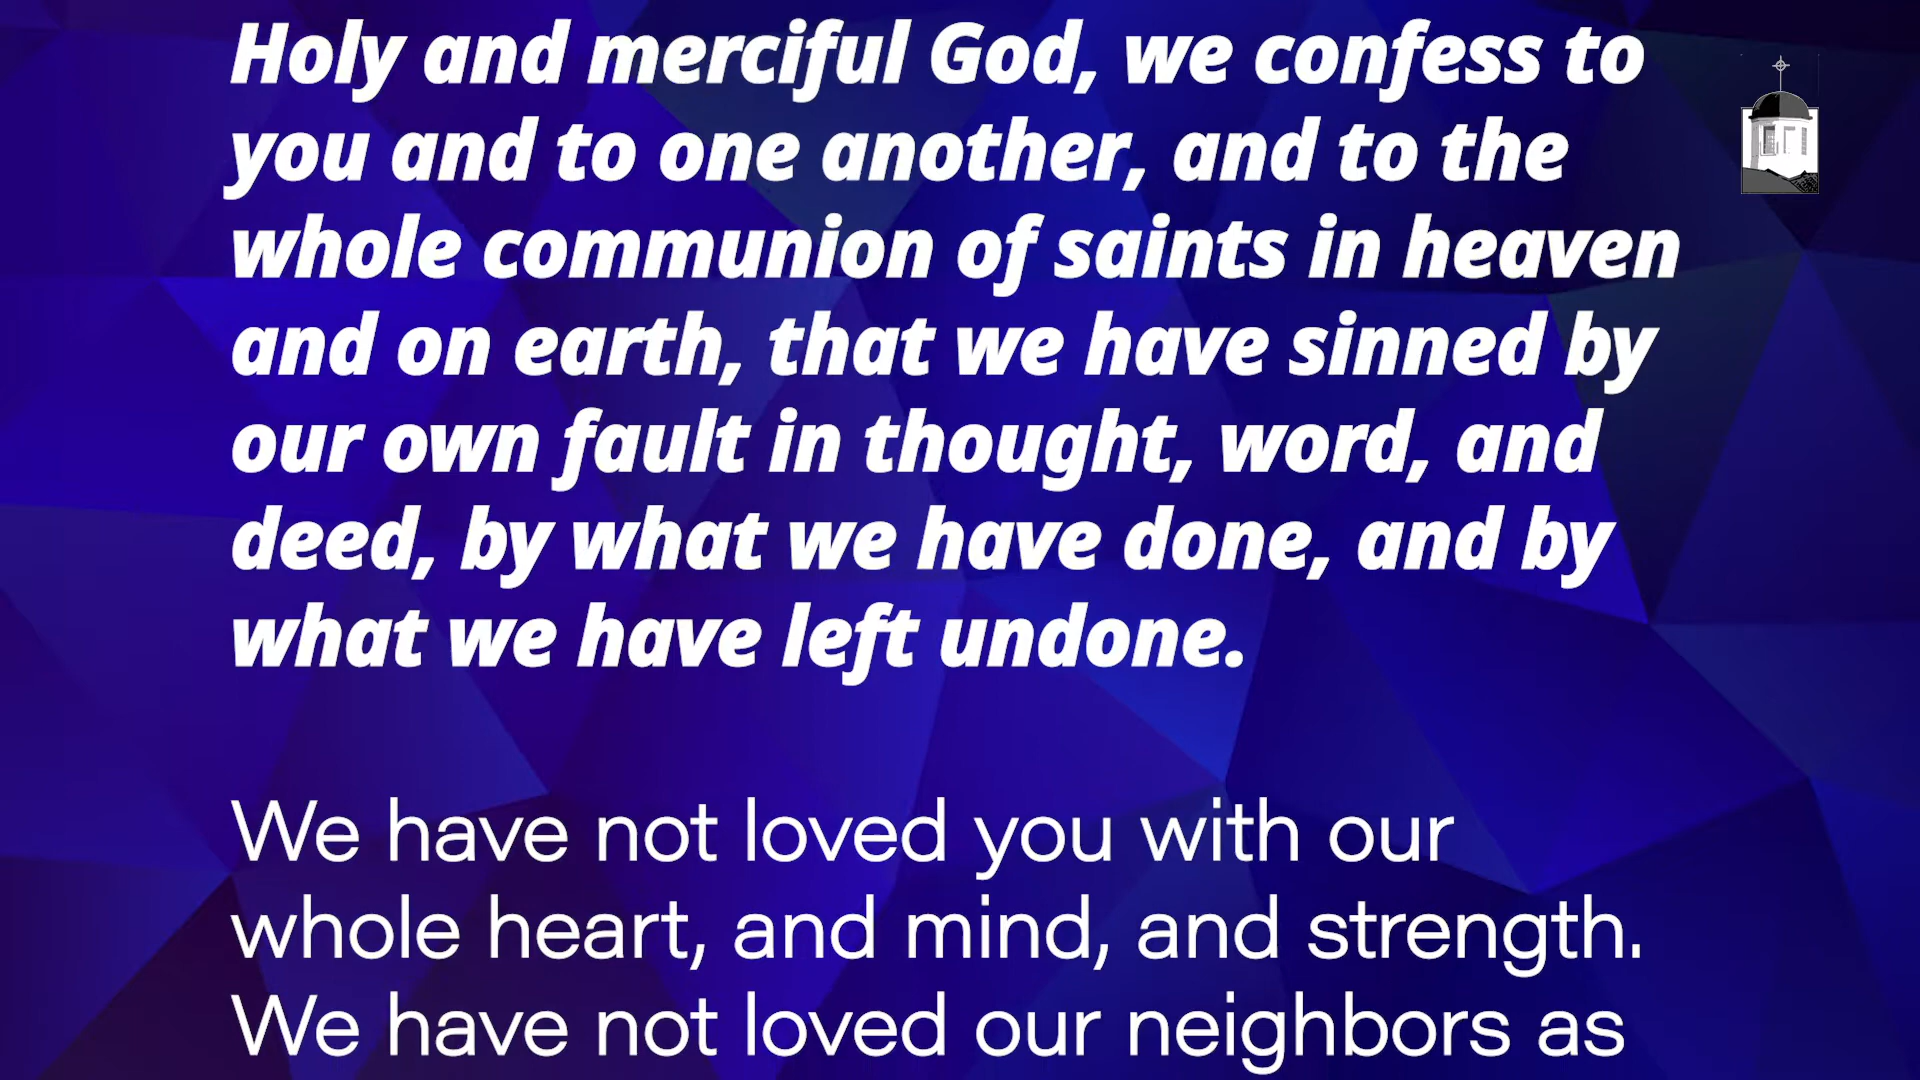 Holy and merciful God, we confess to
you and to one another, and to the
whole communion of saints in heaven
and on earth, that we have sinned by
our own fault in thought, word, and
deed, by what we have done, and by
what we have left undone.
We have not loved you with our
whole heart, and mind, and strength.
We have not loved our neighbors as